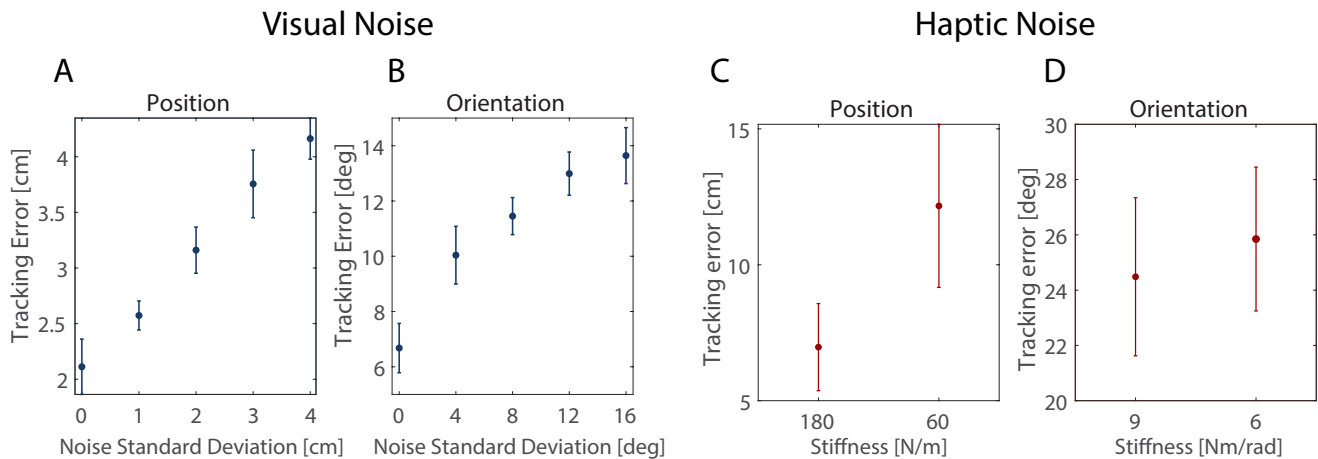 Visual Noise
Haptic Noise
A
B
C
D
Position
Orientation
Position
Orientation
Tracking Error [cm]
4
3.5
3
2.5
2
0 1 2 3 4
Noise Standard Deviation [cm]
Tracking Error [deg]
14
12
10
8
6
0 4 8 12 16
Noise Standard Deviation [deg]
Tracking error [cm]
15
10
5
180 60
Stiffness [N/m]
Tracking error [deg]
30
28
26
24
22
20
9 6
Stiffness [Nm/rad]